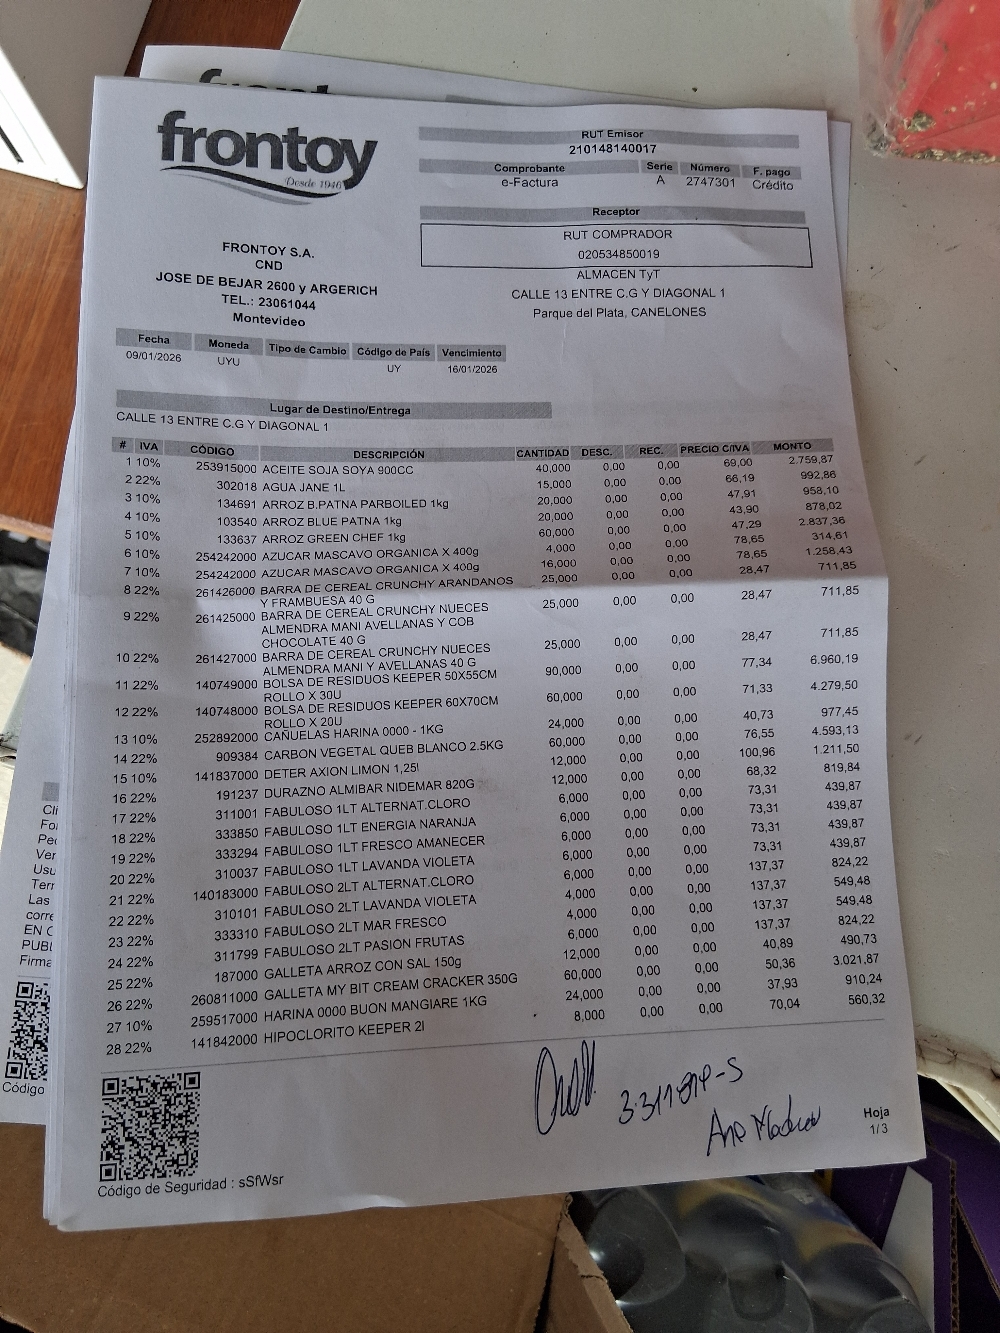 frontoy
Desde 1946
RUT Emisor
210148140017
Comprobante Serie Número F. pago
e-Factura A 2747301 Crédito
Receptor
RUT COMPRADOR
020534850019
ALMACEN TyT
CALLE 13 ENTRE C.G Y DIAGONAL 1
Parque del Plata, CANELONES
FRONTOY S.A.
CND
JOSE DE BEJAR 2600 y ARGERICH
TEL.: 23061044
Montevideo
Fecha Moneda Tipo de Cambio Código de País Vencimiento
09/01/2026 UYU UY 16/01/2026
Lugar de Destino/Entrega
CALLE 13 ENTRE C.G Y DIAGONAL 1
# IVA CÓDIGO DESCRIPCIÓN CANTIDAD DESC. REC. PRECIO C/IVA MONTO
1 10% 253915000 ACEITE SOJA SOYA 900CC 40,000 0,00 0,00 69,00 2.759,87
2 22% 302018 AGUA JANE 1L 15,000 0,00 0,00 66,19 992,86
3 10% 134691 ARROZ B.PATNA PARBOILED 1kg 20,000 0,00 0,00 47,91 958,10
4 10% 103540 ARROZ BLUE PATNA 1kg 20,000 0,00 0,00 43,90 878,02
5 10% 133637 ARROZ GREEN CHEF 1kg 60,000 0,00 0,00 47,29 2.837,36
6 10% 254242000 AZUCAR MASCAVO ORGANICA X 400g 4,000 0,00 0,00 78,65 314,61
7 10% 254242000 AZUCAR MASCAVO ORGANICA X 400g 16,000 0,00 0,00 78,65 1.258,43
8 22% 261426000 BARRA DE CEREAL CRUNCHY ARANDANOS 25,000 0,00 0,00 28,47 711,85
Y FRAMBUESA 40 G
9 22% 261425000 BARRA DE CEREAL CRUNCHY NUECES 25,000 0,00 0,00 28,47 711,85
ALMENDRA MANI AVELLANAS Y COB
CHOCOLATE 40 G
10 22% 261427000 BARRA DE CEREAL CRUNCHY NUECES 25,000 0,00 0,00 28,47 711,85
ALMENDRA MANI Y AVELLANAS 40 G
11 22% 140749000 BOLSA DE RESIDUOS KEEPER 50X55CM 90,000 0,00 0,00 77,34 6.960,19
ROLLO X 30U
12 22% 140748000 BOLSA DE RESIDUOS KEEPER 60X70CM 60,000 0,00 0,00 71,33 4.279,50
ROLLO X 20U
13 10% 252892000 CAÑUELAS HARINA 0000 - 1KG 24,000 0,00 0,00 40,73 977,45
14 22% 909384 CARBON VEGETAL QUEB BLANCO 2.5KG 60,000 0,00 0,00 76,55 4.593,13
15 10% 141837000 DETER AXION LIMON 1,25l 12,000 0,00 0,00 100,96 1.211,50
16 22% 191237 DURAZNO ALMIBAR NIDEMAR 820G 12,000 0,00 0,00 68,32 819,84
17 22% 311001 FABULOSO 1LT ALTERNAT.CLORO 6,000 0,00 0,00 73,31 439,87
18 22% 333850 FABULOSO 1LT ENERGIA NARANJA 6,000 0,00 0,00 73,31 439,87
19 22% 333294 FABULOSO 1LT FRESCO AMANECER 6,000 0,00 0,00 73,31 439,87
20 22% 310037 FABULOSO 1LT LAVANDA VIOLETA 6,000 0,00 0,00 73,31 439,87
21 22% 140183000 FABULOSO 2LT ALTERNAT.CLORO 6,000 0,00 0,00 137,37 824,22
22 22% 310101 FABULOSO 2LT LAVANDA VIOLETA 4,000 0,00 0,00 137,37 549,48
23 22% 333310 FABULOSO 2LT MAR FRESCO 4,000 0,00 0,00 137,37 549,48
24 22% 311799 FABULOSO 2LT PASION FRUTAS 6,000 0,00 0,00 137,37 824,22
25 22% 187000 GALLETA ARROZ CON SAL 150g 12,000 0,00 0,00 40,89 490,73
26 22% 260811000 GALLETA MY BIT CREAM CRACKER 350G 60,000 0,00 0,00 50,36 3.021,87
27 10% 259517000 HARINA 0000 BUON MANGIARE 1KG 24,000 0,00 0,00 37,93 910,24
28 22% 141842000 HIPOCLORITO KEEPER 2l 8,000 0,00 0,00 70,04 560,32
Código de Seguridad : sSfWsr
Hoja
1/3
Usu
Las
corre
EN C
PUBL
Firma
Código